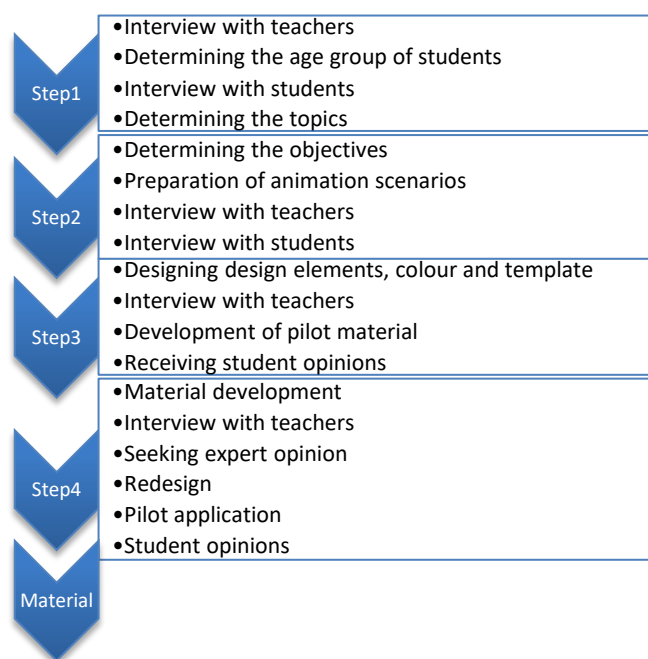 Step1
•Interview with teachers
•Determining the age group of students
•Interview with students
•Determining the topics
Step2
•Determining the objectives
•Preparation of animation scenarios
•Interview with teachers
•Interview with students
Step3
•Designing design elements, colour and template
•Interview with teachers
•Development of pilot material
•Receiving student opinions
Step4
•Material development
•Interview with teachers
•Seeking expert opinion
•Redesign
•Pilot application
•Student opinions
Material